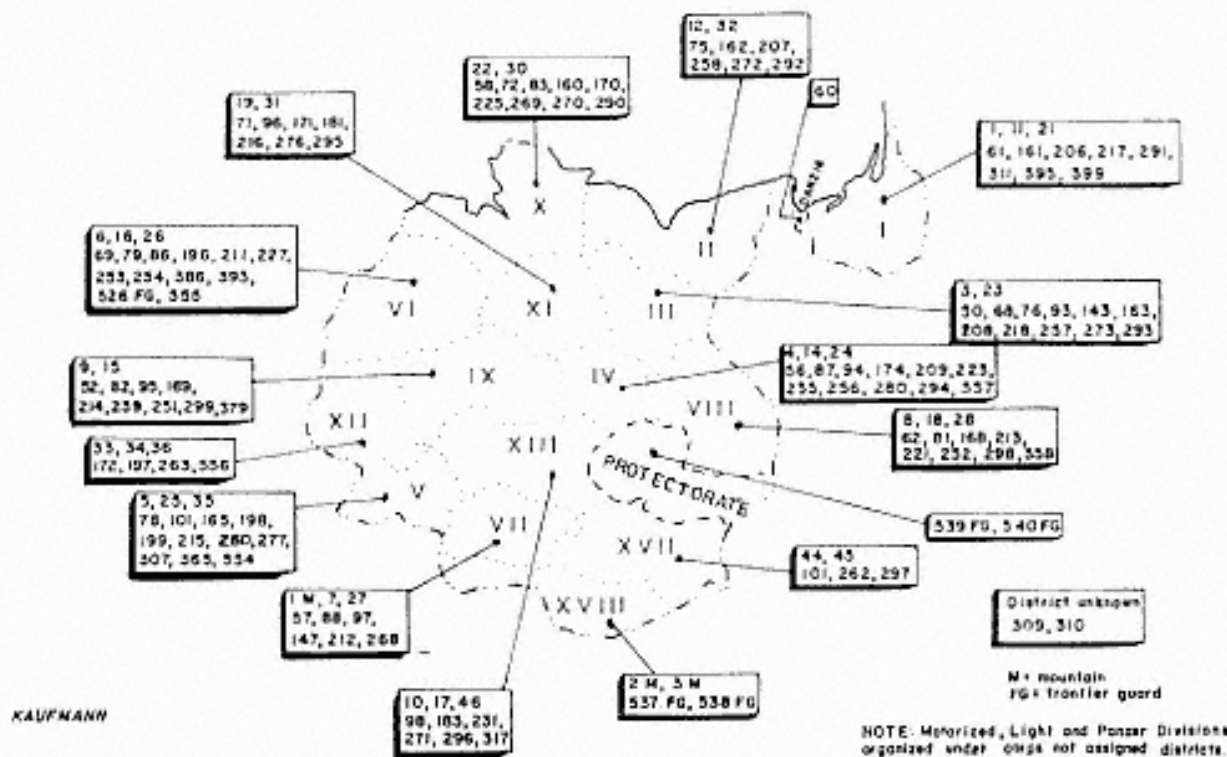 12, 32
75, 162, 207,
258, 272, 292
22, 30
58, 72, 83, 160, 170,
225, 269, 270, 290
60
19, 31
71, 96, 171, 181,
216, 276, 295
1, 11, 21
61, 161, 206, 217, 291,
311, 395, 399
DANZIG
X
I
II
6, 16, 26
69, 79, 86, 196, 211, 227,
253, 254, 386, 393,
526 FG, 555
VI
XI
III
3, 23
50, 68, 76, 93, 143, 163,
208, 218, 257, 273, 293
9, 15
52, 82, 95, 169,
214, 239, 251, 299, 379
IX
IV
4, 14, 24
56, 87, 94, 174, 209, 223,
255, 256, 280, 294, 557
VIII
8, 18, 28
62, 81, 168, 213,
221, 252, 298, 558
XII
33, 34, 36
172, 197, 263, 556
XIII
PROTECTORATE
V
5, 25, 35
78, 101, 165, 198,
199, 215, 260, 277,
307, 365, 554
539 FG, 540 FG
VII
XVII
44, 45
101, 262, 297
1 M, 7, 27
57, 88, 97,
147, 212, 268
XVIII
District unknown
309, 310
2 M, 3 M
537 FG, 538 FG
10, 17, 46
98, 183, 231,
271, 296, 317
M= mountain
FG= frontier guard
KAUFMANN
NOTE: Motorized, Light and Panzer Divisions
organized under corps not assigned districts.